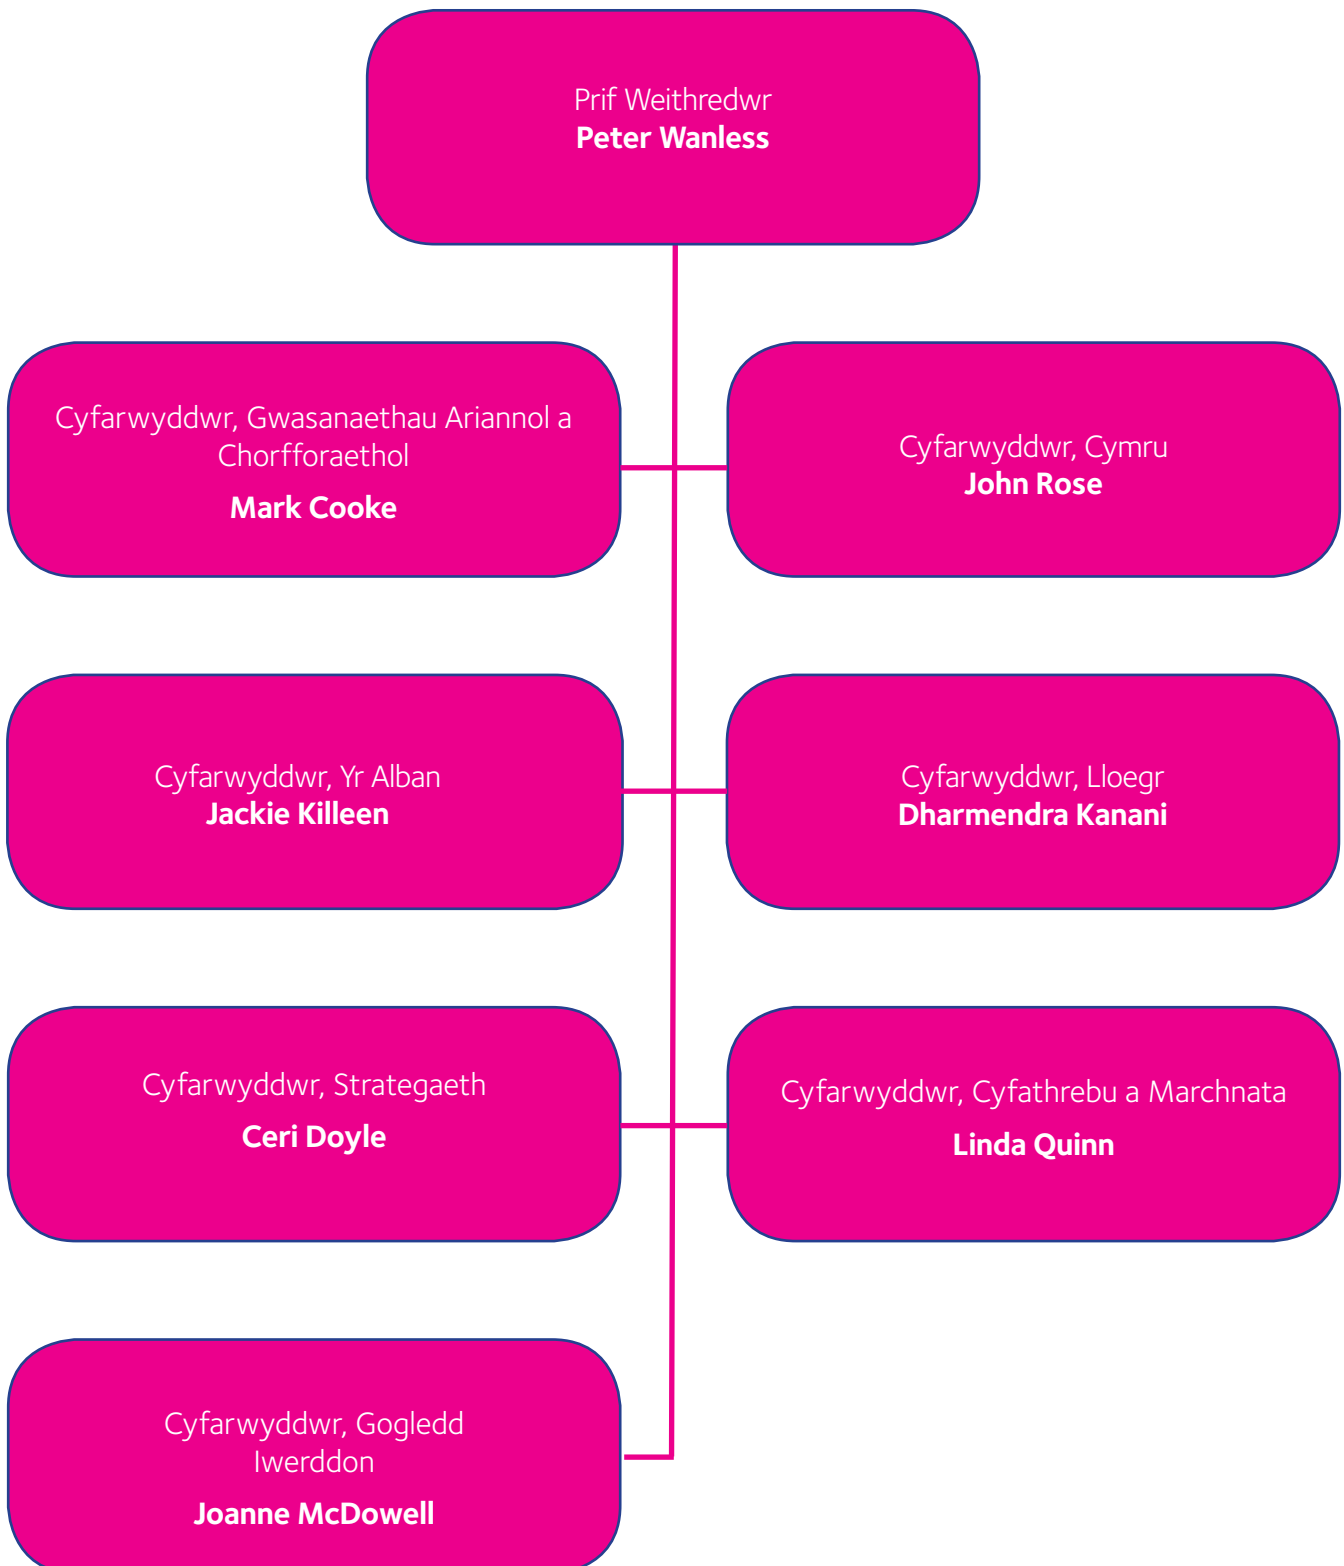 Prif Weithredwr
Peter Wanless
Cyfarwyddwr, Gwasanaethau Ariannol a
Chorfforaethol
Mark Cooke
Cyfarwyddwr, Cymru
John Rose
Cyfarwyddwr, Yr Alban
Jackie Killeen
Cyfarwyddwr, Lloegr
Dharmendra Kanani
Cyfarwyddwr, Strategaeth
Ceri Doyle
Cyfarwyddwr, Cyfathrebu a Marchnata
Linda Quinn
Cyfarwyddwr, Gogledd
Iwerddon
Joanne McDowell